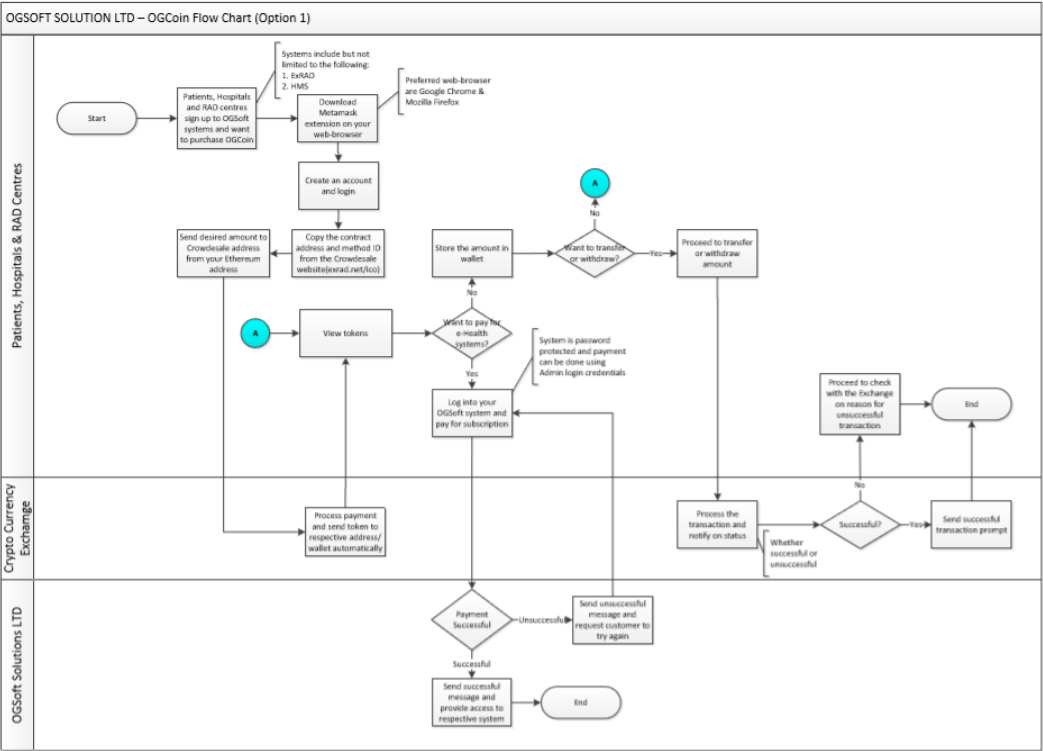 OGSOFT SOLUTION LTD – OGCoin Flow Chart (Option 1)
Patients, Hospitals & RAD Centres
Start
Patients, Hospitals
and RAD centres
sign up to OGSoft
systems and want
to purchase OGCoin
Systems include but not
limited to the following:
1. ExRAD
2. HMS
Download
Metamask
extension on your
web-browser
Preferred web-browser
are Google Chrome &
Mozilla Firefox
Create an account
and login
Copy the contract
address and method ID
from the Crowdesale
website(exrad.net/ico)
Send desired amount to
Crowdesale address
from your Ethereum
address
A
View tokens
Want to pay for
e-Health
systems?
No
Store the amount in
wallet
Want to transfer
or withdraw?
No
A
Yes
Proceed to transfer
or withdraw
amount
Yes
Log into your
OGSoft system and
pay for subscription
System is password
protected and payment
can be done using
Admin login credentials
Proceed to check
with the Exchange
on reason for
unsuccessful
transaction
End
Crypto Currency
Exchamge
Process payment
and send token to
respective address/
wallet automatically
Process the
transaction and
notify on status
Whether
successful or
unsuccessful
Successful?
No
Yes
Send successful
transaction prompt
OGSoft Solutions LTD
Payment
Successful
Unsuccessful
Send unsuccessful
message and
request customer to
try again
Successful
Send successful
message and
provide access to
respective system
End